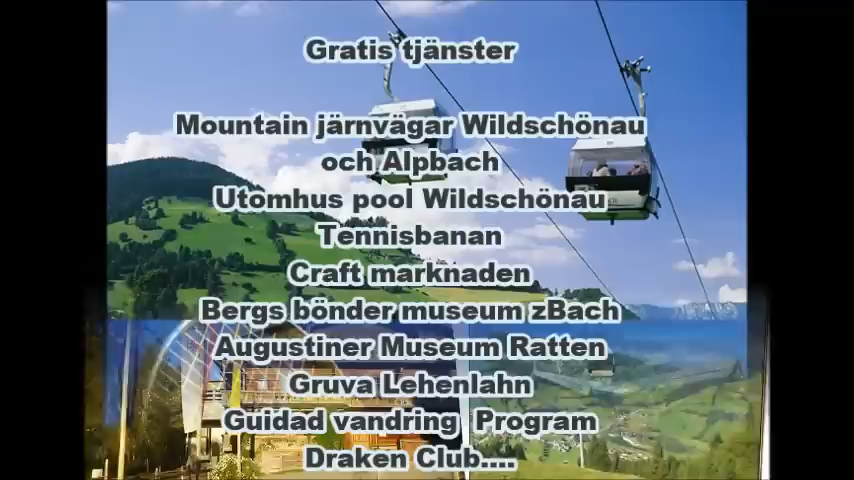 Gratis tjänster
Mountain järnvägar Wildschönau
och Alpbach
Utomhus pool Wildschönau
Tennisbanan
Craft marknaden
Bergs bönder museum zBach
Augustiner Museum Ratten
Gruva Lehenlahn
Guidad vandring Program
Draken Club....